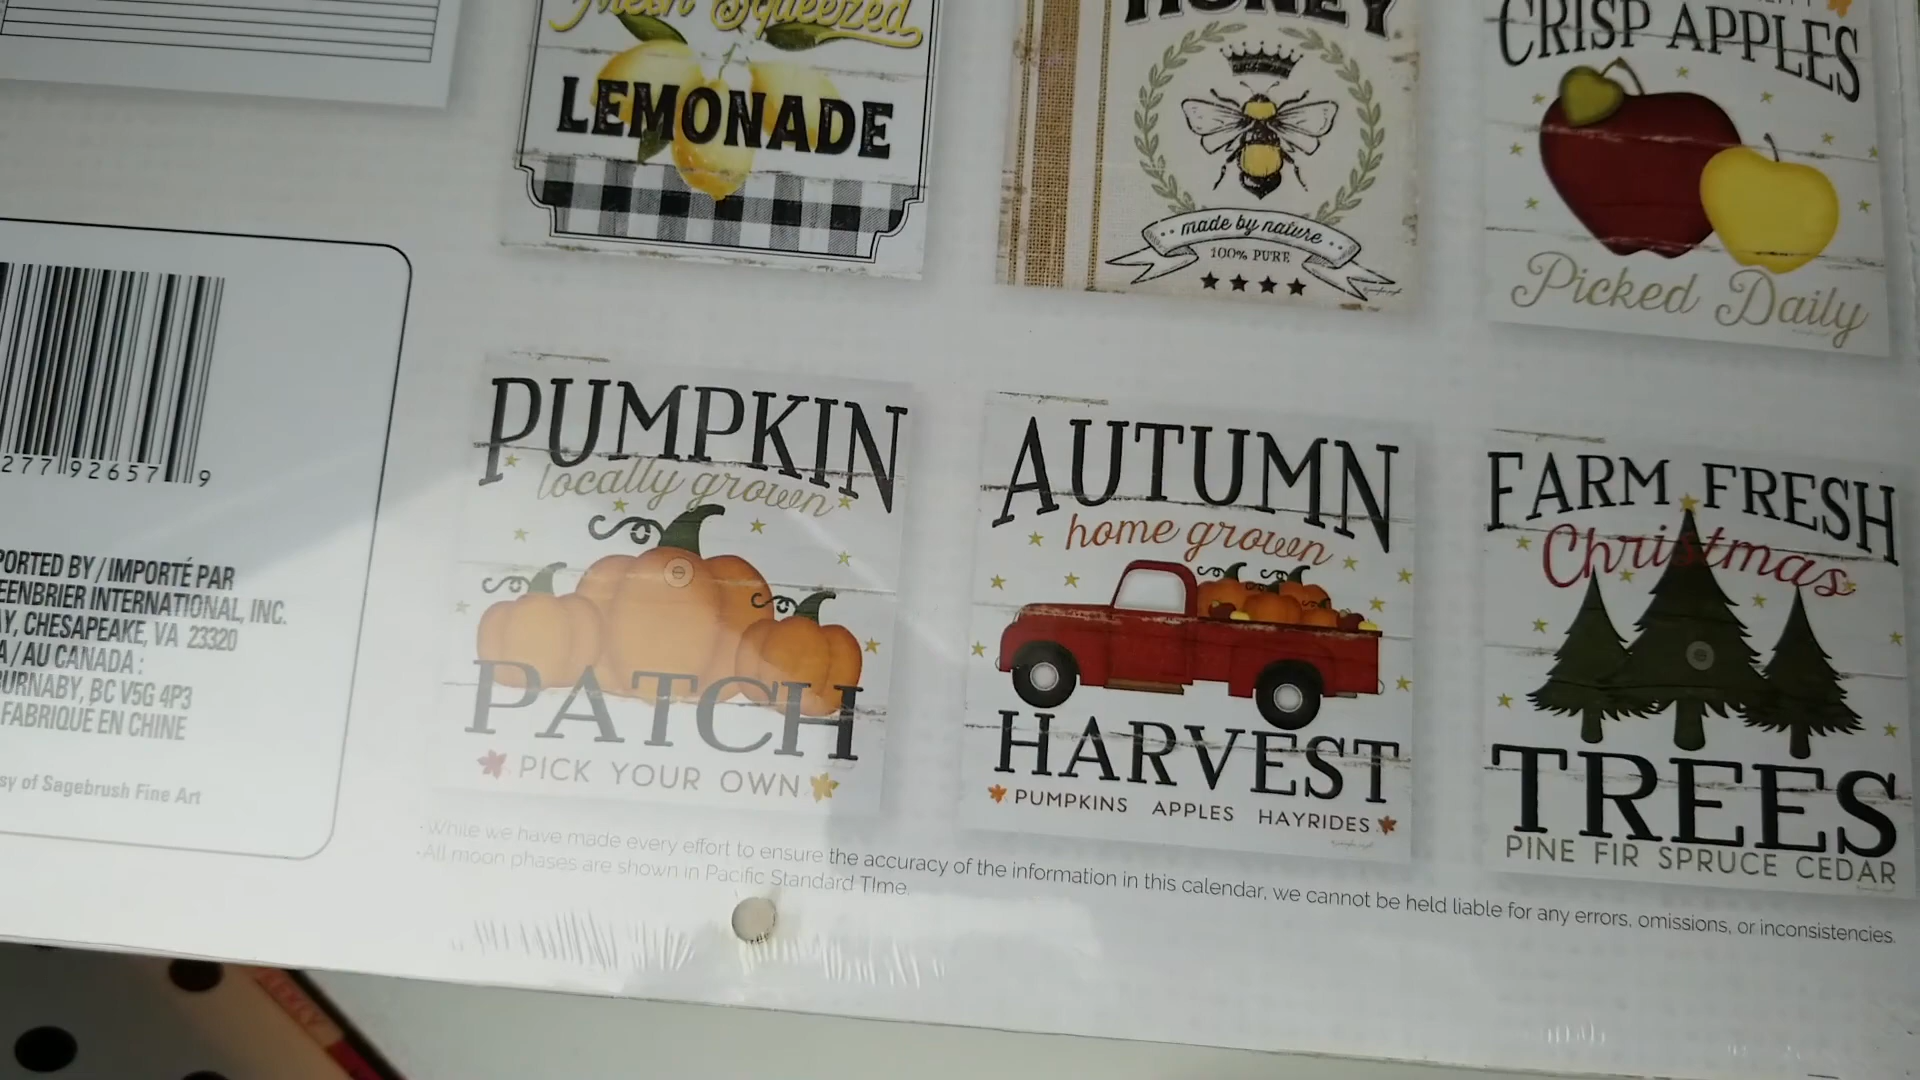 Fresh Squeezed
LEMONADE
HONEY
made by nature
100% PURE
CRISP APPLES
Picked Daily
PUMPKIN
locally grown
PATCH
PICK YOUR OWN
AUTUMN
home grown
HARVEST
PUMPKINS APPLES HAYRIDES
FARM FRESH
Christmas
TREES
PINE FIR SPRUCE CEDAR
277 92657 9
PORTED BY / IMPORTÉ PAR
EENBRIER INTERNATIONAL, INC.
Y, CHESAPEAKE, VA 23320
A / AU CANADA :
BURNABY, BC V5G 4P3
FABRIQUÉ EN CHINE
sy of Sagebrush Fine Art
• While we have made every effort to ensure the accuracy of the information in this calendar, we cannot be held liable for any errors, omissions, or inconsistencies.
• All moon phases are shown in Pacific Standard TIme.